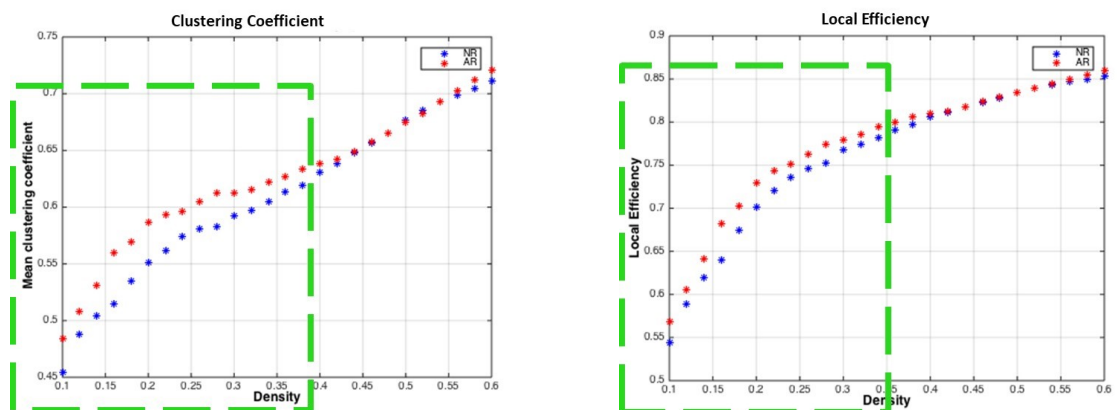 Clustering Coefficient
0.75
0.7
0.65
0.6
0.55
0.5
0.45
Mean clustering coefficient
NR
AR
0.1 0.15 0.2 0.25 0.3 0.35 0.4 0.45 0.5 0.55 0.6
Density
Local Efficiency
0.9
0.85
0.8
0.75
0.7
0.65
0.6
0.55
0.5
Local Efficiency
NR
AR
0.1 0.15 0.2 0.25 0.3 0.35 0.4 0.45 0.5 0.55 0.6
Density